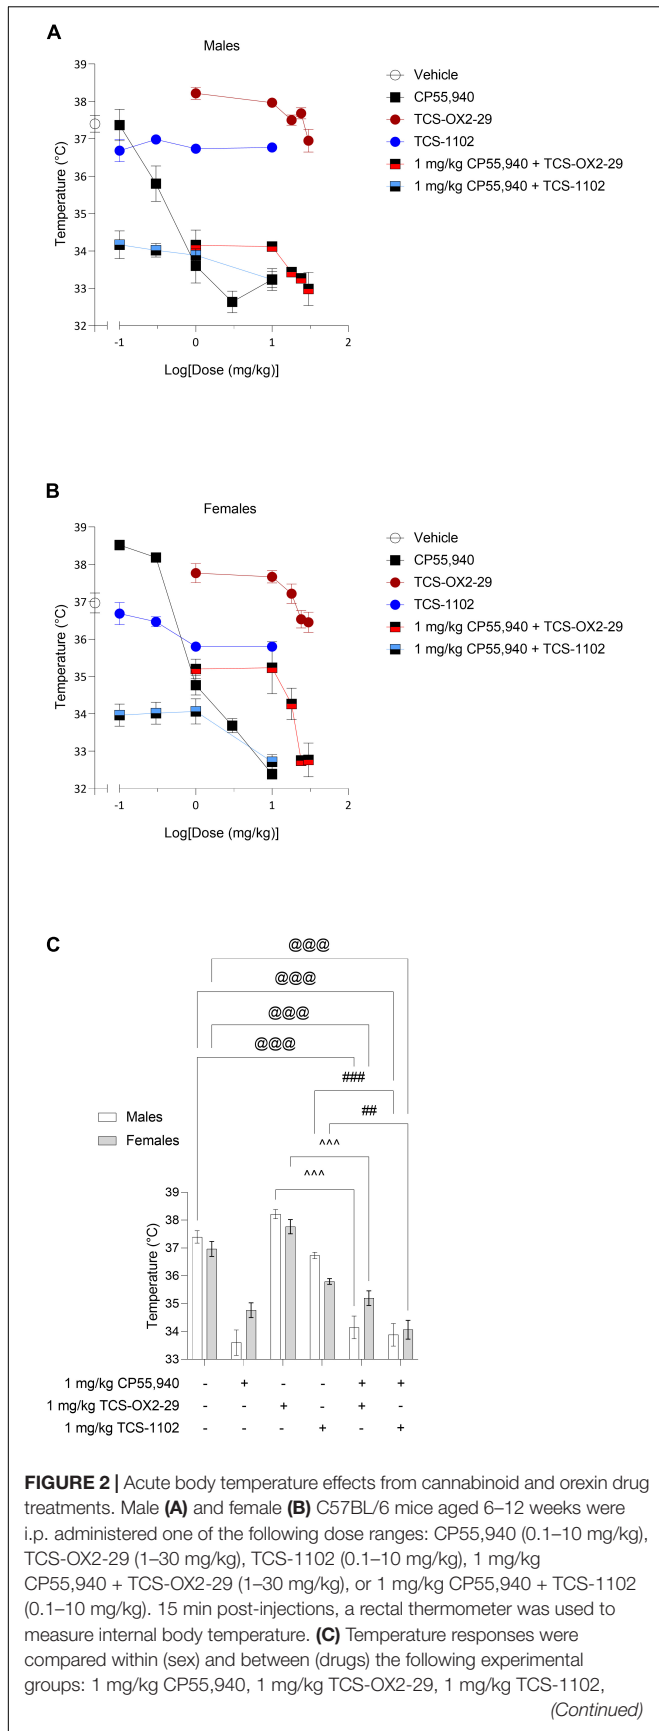 A
Males
Temperature (°C)
39
38
37
36
35
34
33
32
-1
0
1
2
Log[Dose (mg/kg)]
Vehicle
CP55,940
TCS-OX2-29
TCS-1102
1 mg/kg CP55,940 + TCS-OX2-29
1 mg/kg CP55,940 + TCS-1102
B
Females
Temperature (°C)
39
38
37
36
35
34
33
32
-1
0
1
2
Log[Dose (mg/kg)]
Vehicle
CP55,940
TCS-OX2-29
TCS-1102
1 mg/kg CP55,940 + TCS-OX2-29
1 mg/kg CP55,940 + TCS-1102
C
@@@
@@@
@@@
@@@
###
##
^^^
^^^
Males
Females
Temperature (°C)
39
38
37
36
35
34
33
1 mg/kg CP55,940 - + - - + +
1 mg/kg TCS-OX2-29 - - + - + -
1 mg/kg TCS-1102 - - - + - +
FIGURE 2 | Acute body temperature effects from cannabinoid and orexin drug
treatments. Male (A) and female (B) C57BL/6 mice aged 6–12 weeks were
i.p. administered one of the following dose ranges: CP55,940 (0.1–10 mg/kg),
TCS-OX2-29 (1–30 mg/kg), TCS-1102 (0.1–10 mg/kg), 1 mg/kg
CP55,940 + TCS-OX2-29 (1–30 mg/kg), or 1 mg/kg CP55,940 + TCS-1102
(0.1–10 mg/kg). 15 min post-injections, a rectal thermometer was used to
measure internal body temperature. (C) Temperature responses were
compared within (sex) and between (drugs) the following experimental
groups: 1 mg/kg CP55,940, 1 mg/kg TCS-OX2-29, 1 mg/kg TCS-1102,
(Continued)